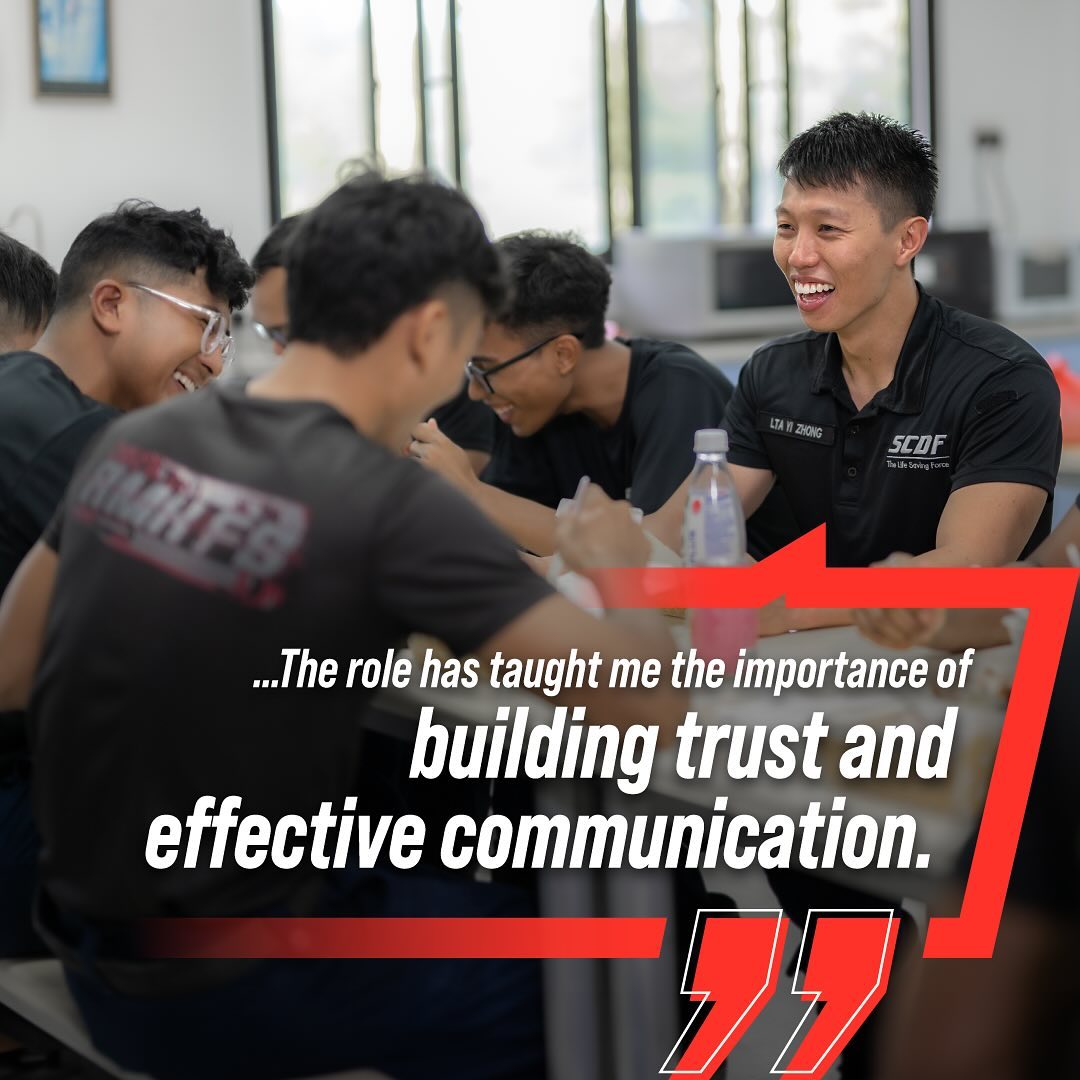 LTA YI ZHONG
SCDF
The Life Saving Force
...The role has taught me the importance of
building trust and
effective communication.
"